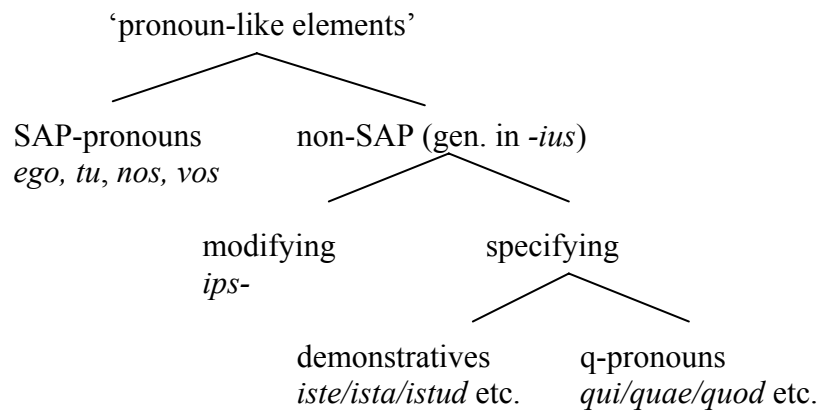 ‘pronoun-like elements’
SAP-pronouns non-SAP (gen. in -ius)
ego, tu, nos, vos
modifying specifying
ips-
demonstratives q-pronouns
iste/ista/istud etc. qui/quae/quod etc.